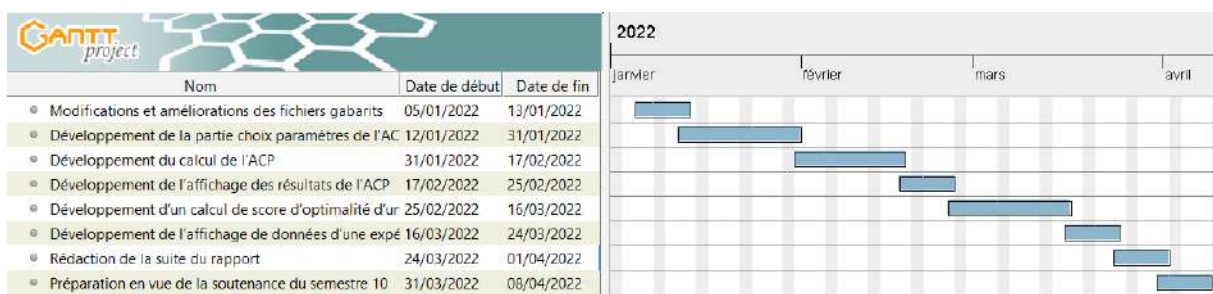 GANTT
project
2022
janvier février mars avril
Nom Date de début Date de fin
Modifications et améliorations des fichiers gabarits 05/01/2022 13/01/2022
Développement de la partie choix paramètres de l'AC 12/01/2022 31/01/2022
Développement du calcul de l'ACP 31/01/2022 17/02/2022
Développement de l'affichage des résultats de l'ACP 17/02/2022 25/02/2022
Développement d'un calcul de score d'optimalité d'ur 25/02/2022 16/03/2022
Développement de l'affichage de données d'une expé 16/03/2022 24/03/2022
Rédaction de la suite du rapport 24/03/2022 01/04/2022
Préparation en vue de la soutenance du semestre 10 31/03/2022 08/04/2022